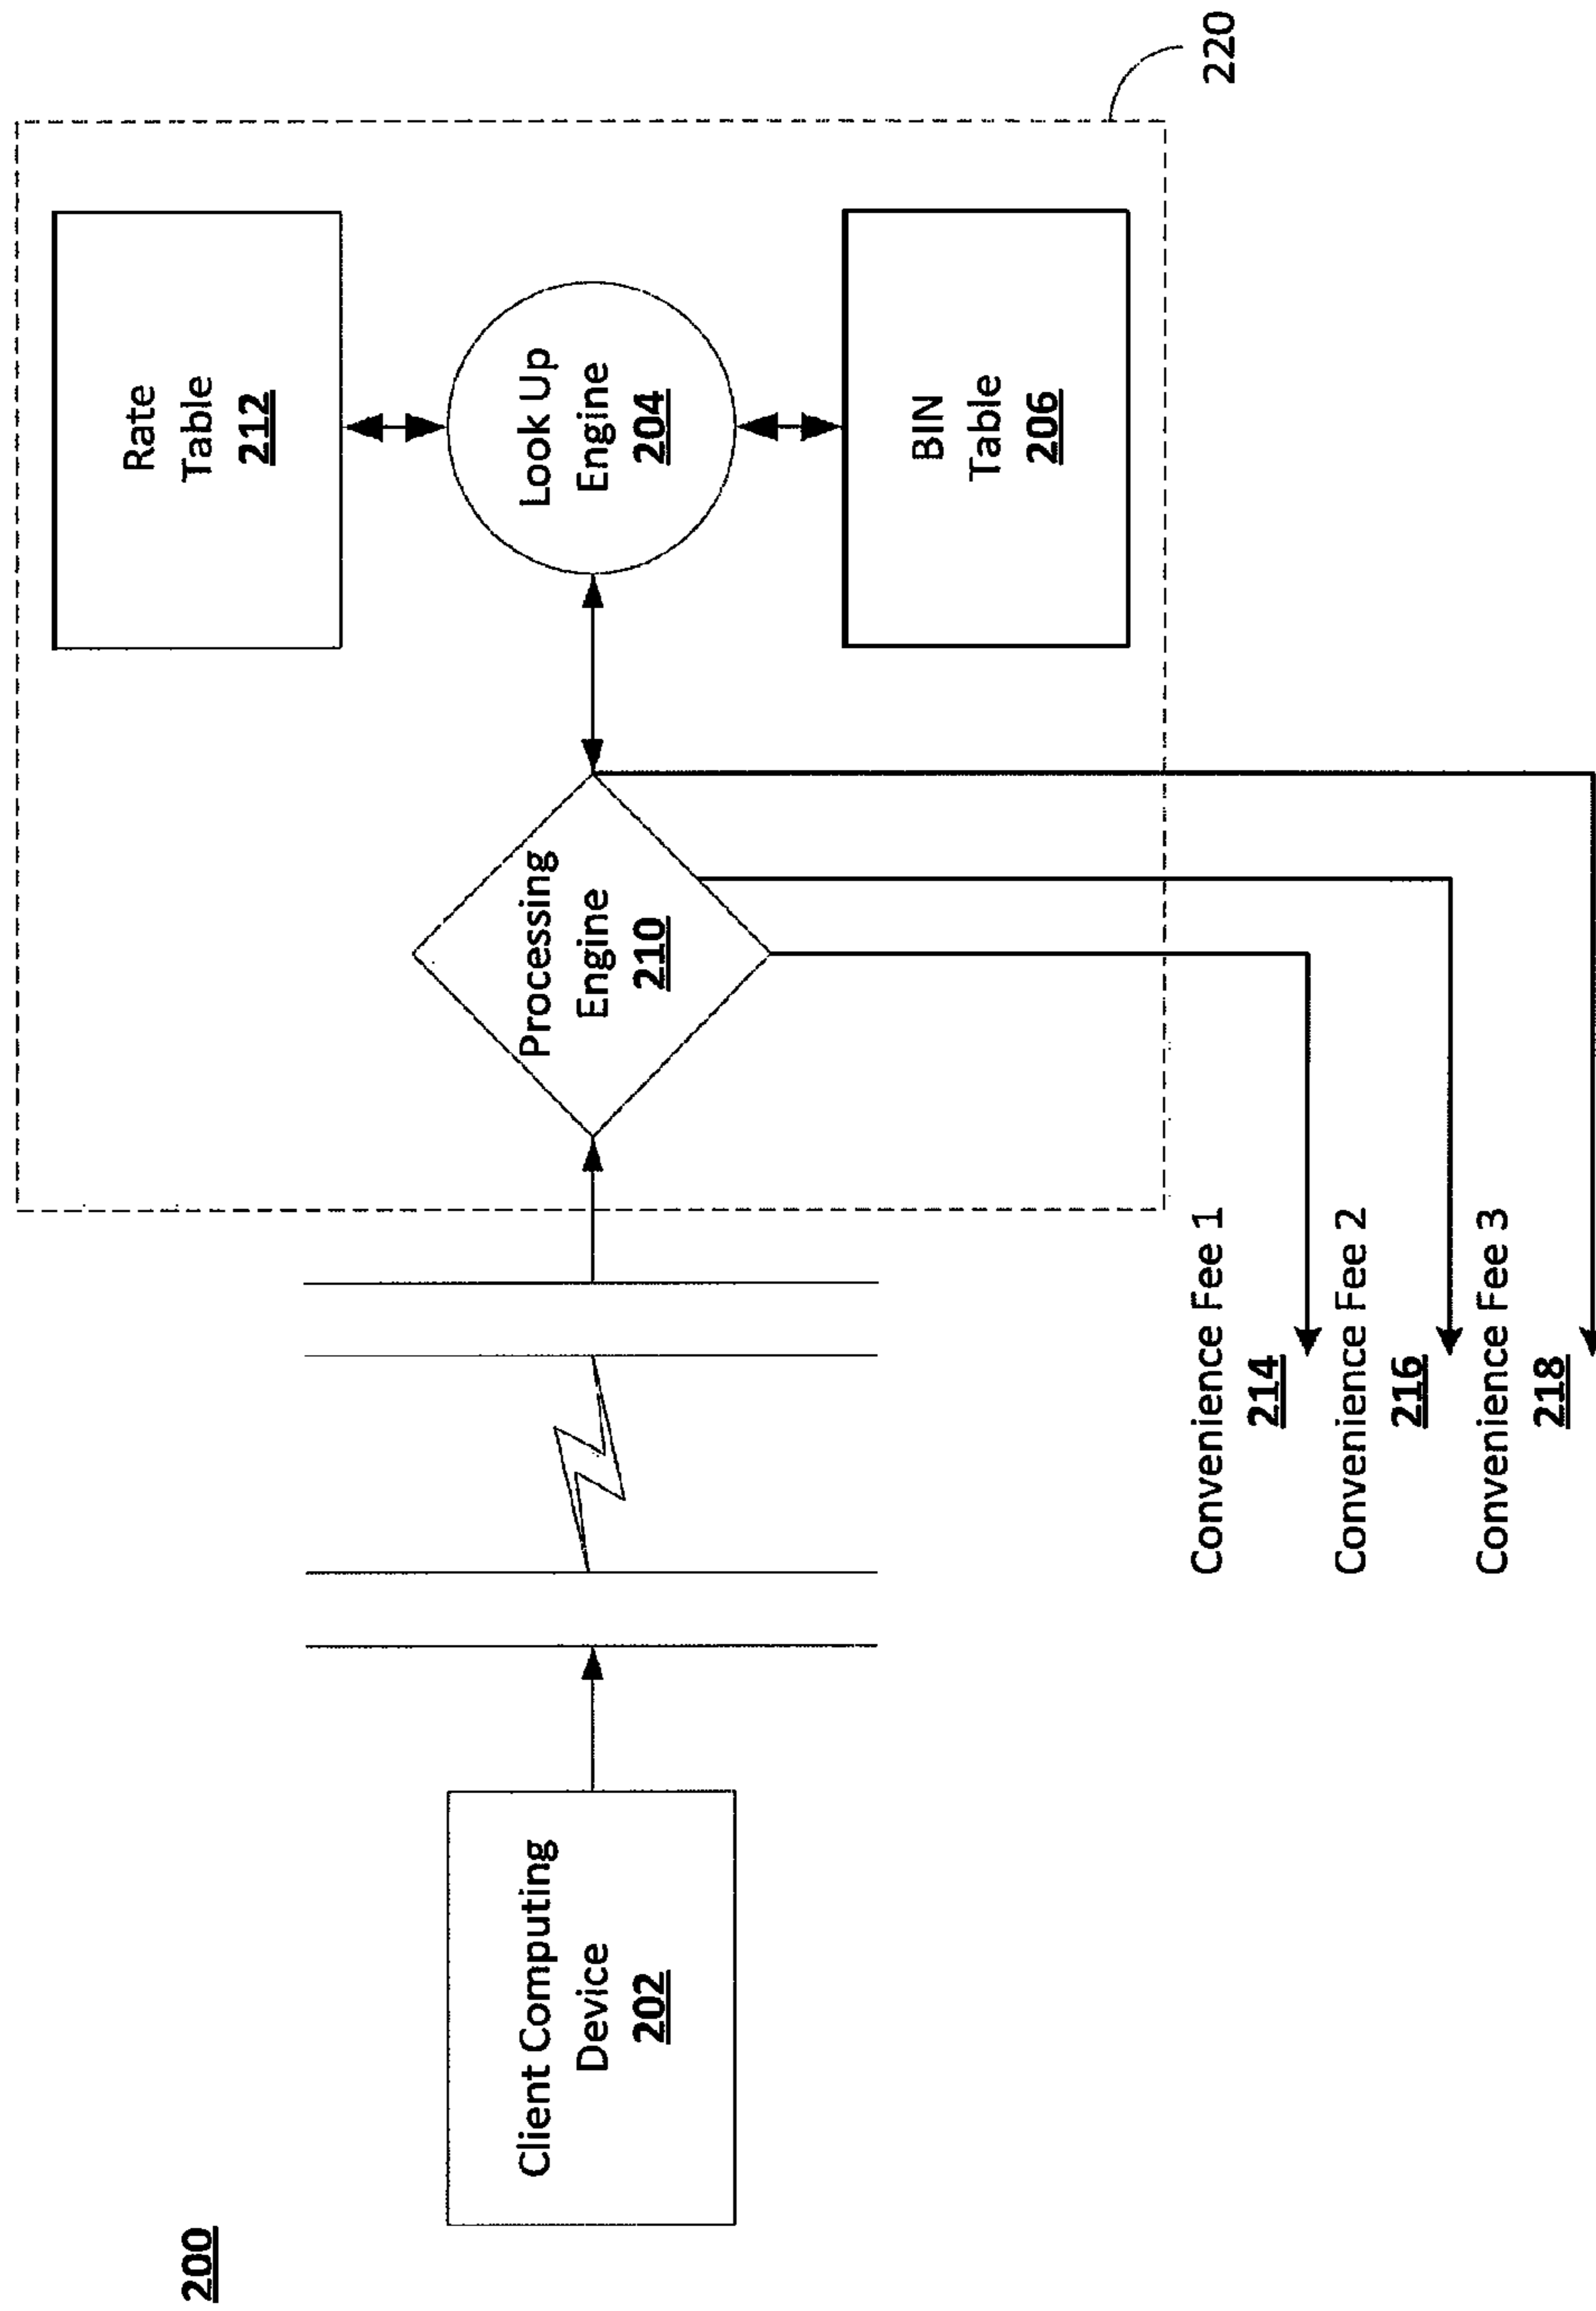 200
Client Computing
Device
202
Processing
Engine
210
Look Up
Engine
204
Rate
Table
212
BIN
Table
206
220
Convenience Fee 1
214
Convenience Fee 2
216
Convenience Fee 3
218